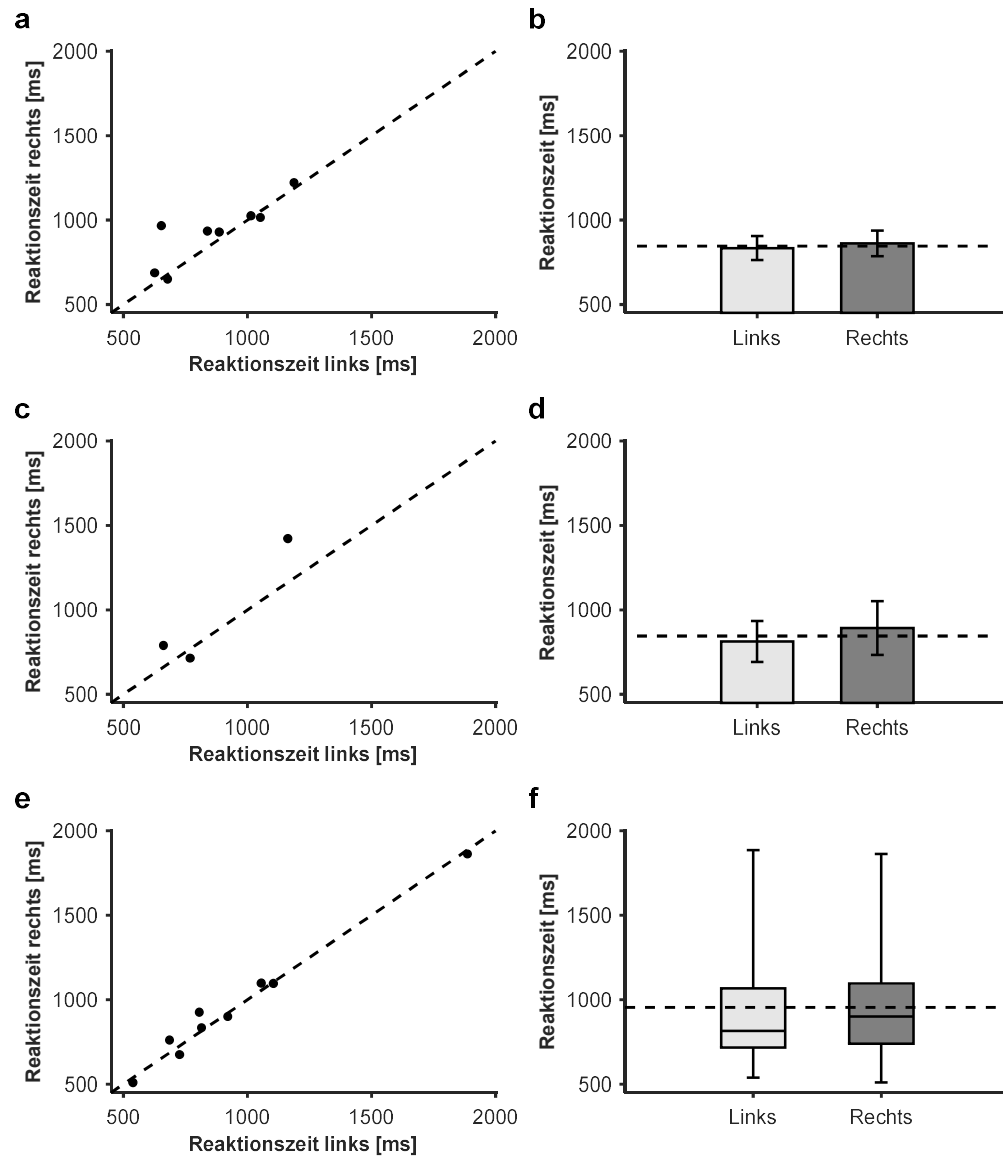 a
Reaktionszeit rechts [ms]
2000
1500
1000
500
500 1000 1500 2000
Reaktionszeit links [ms]
b
Reaktionszeit [ms]
2000
1500
1000
500
Links Rechts
c
Reaktionszeit rechts [ms]
2000
1500
1000
500
500 1000 1500 2000
Reaktionszeit links [ms]
d
Reaktionszeit [ms]
2000
1500
1000
500
Links Rechts
e
Reaktionszeit rechts [ms]
2000
1500
1000
500
500 1000 1500 2000
Reaktionszeit links [ms]
f
Reaktionszeit [ms]
2000
1500
1000
500
Links Rechts